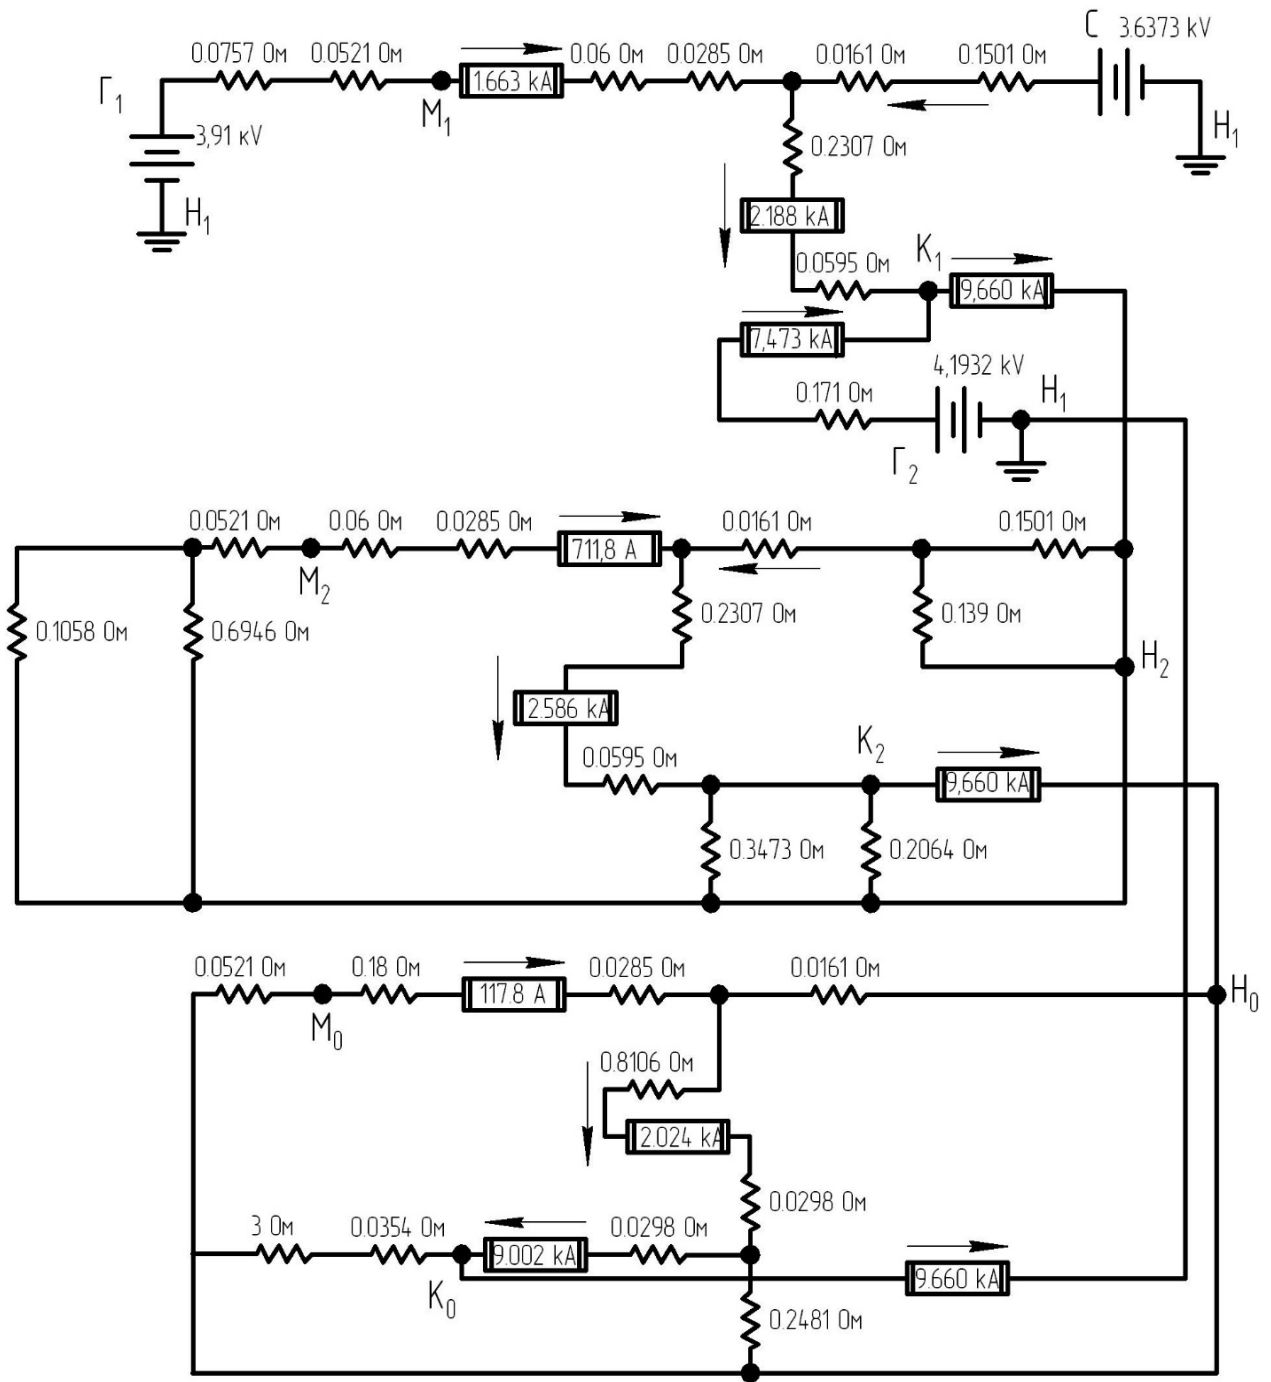 0.0757 Ом
0.0521 Ом
0.06 Ом
0.0285 Ом
0.0161 Ом
0.1501 Ом
С
3.6373 kV
Г1
М1
1.663 kA
3,91 кV
Н1
Н1
0.2307 Ом
2.188 kA
0.0595 Ом
К1
9,660 kA
7,473 kA
4,1932 kV
0.171 Ом
Н1
Г2
0.0521 Ом
0.06 Ом
0.0285 Ом
711,8 A
0.0161 Ом
0.1501 Ом
М2
0.1058 Ом
0.6946 Ом
0.2307 Ом
0.139 Ом
Н2
2.586 kA
0.0595 Ом
К2
9,660 kA
0.3473 Ом
0.2064 Ом
0.0521 Ом
0.18 Ом
117.8 A
0.0285 Ом
0.0161 Ом
Н0
М0
0.8106 Ом
2.024 kA
0.0298 Ом
3 Ом
0.0354 Ом
9.002 kA
0.0298 Ом
К0
9.660 kA
0.2481 Ом